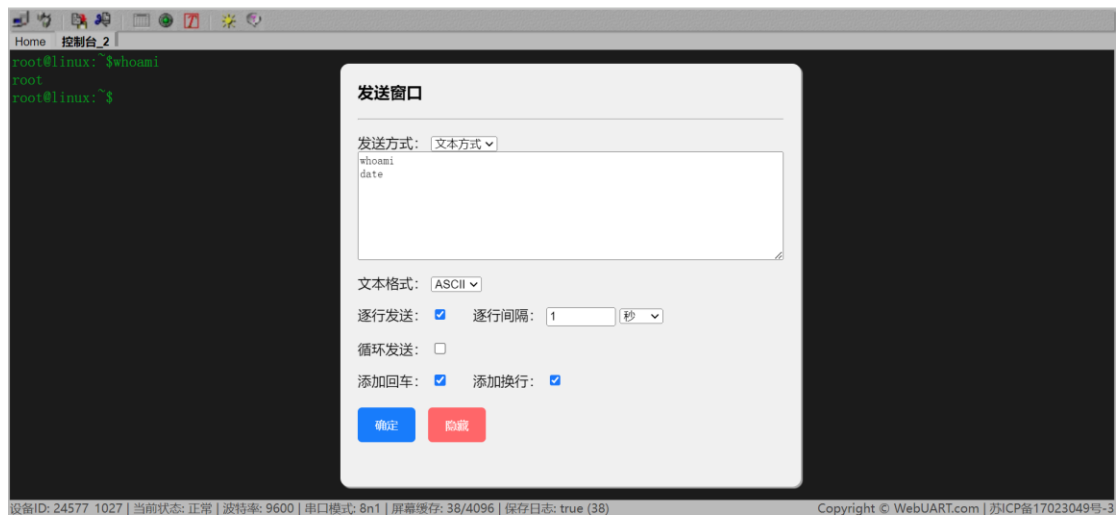 Home 控制台_2
root@linux:~$whoami
root
root@linux:~$
发送窗口
发送方式： 文本方式
whoami
date
文本格式： ASCII
逐行发送： 逐行间隔： 1 秒
循环发送：
添加回车： 添加换行：
确定 隐藏
设备ID: 24577_1027 | 当前状态: 正常 | 波特率: 9600 | 串口模式: 8n1 | 屏幕缓存: 38/4096 | 保存日志: true (38) Copyright © WebUART.com | 苏ICP备17023049号-3